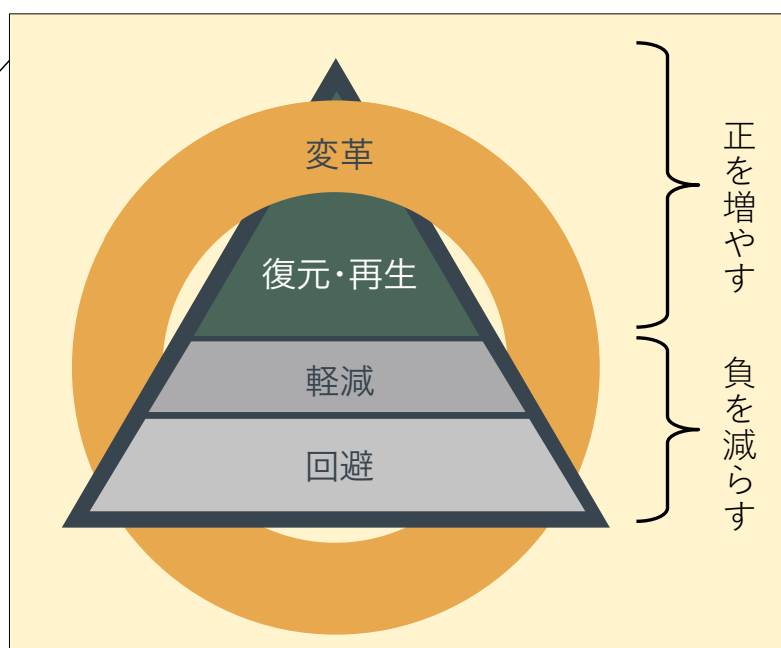 変革
復元・再生
軽減
回避
正を増やす
負を減らす